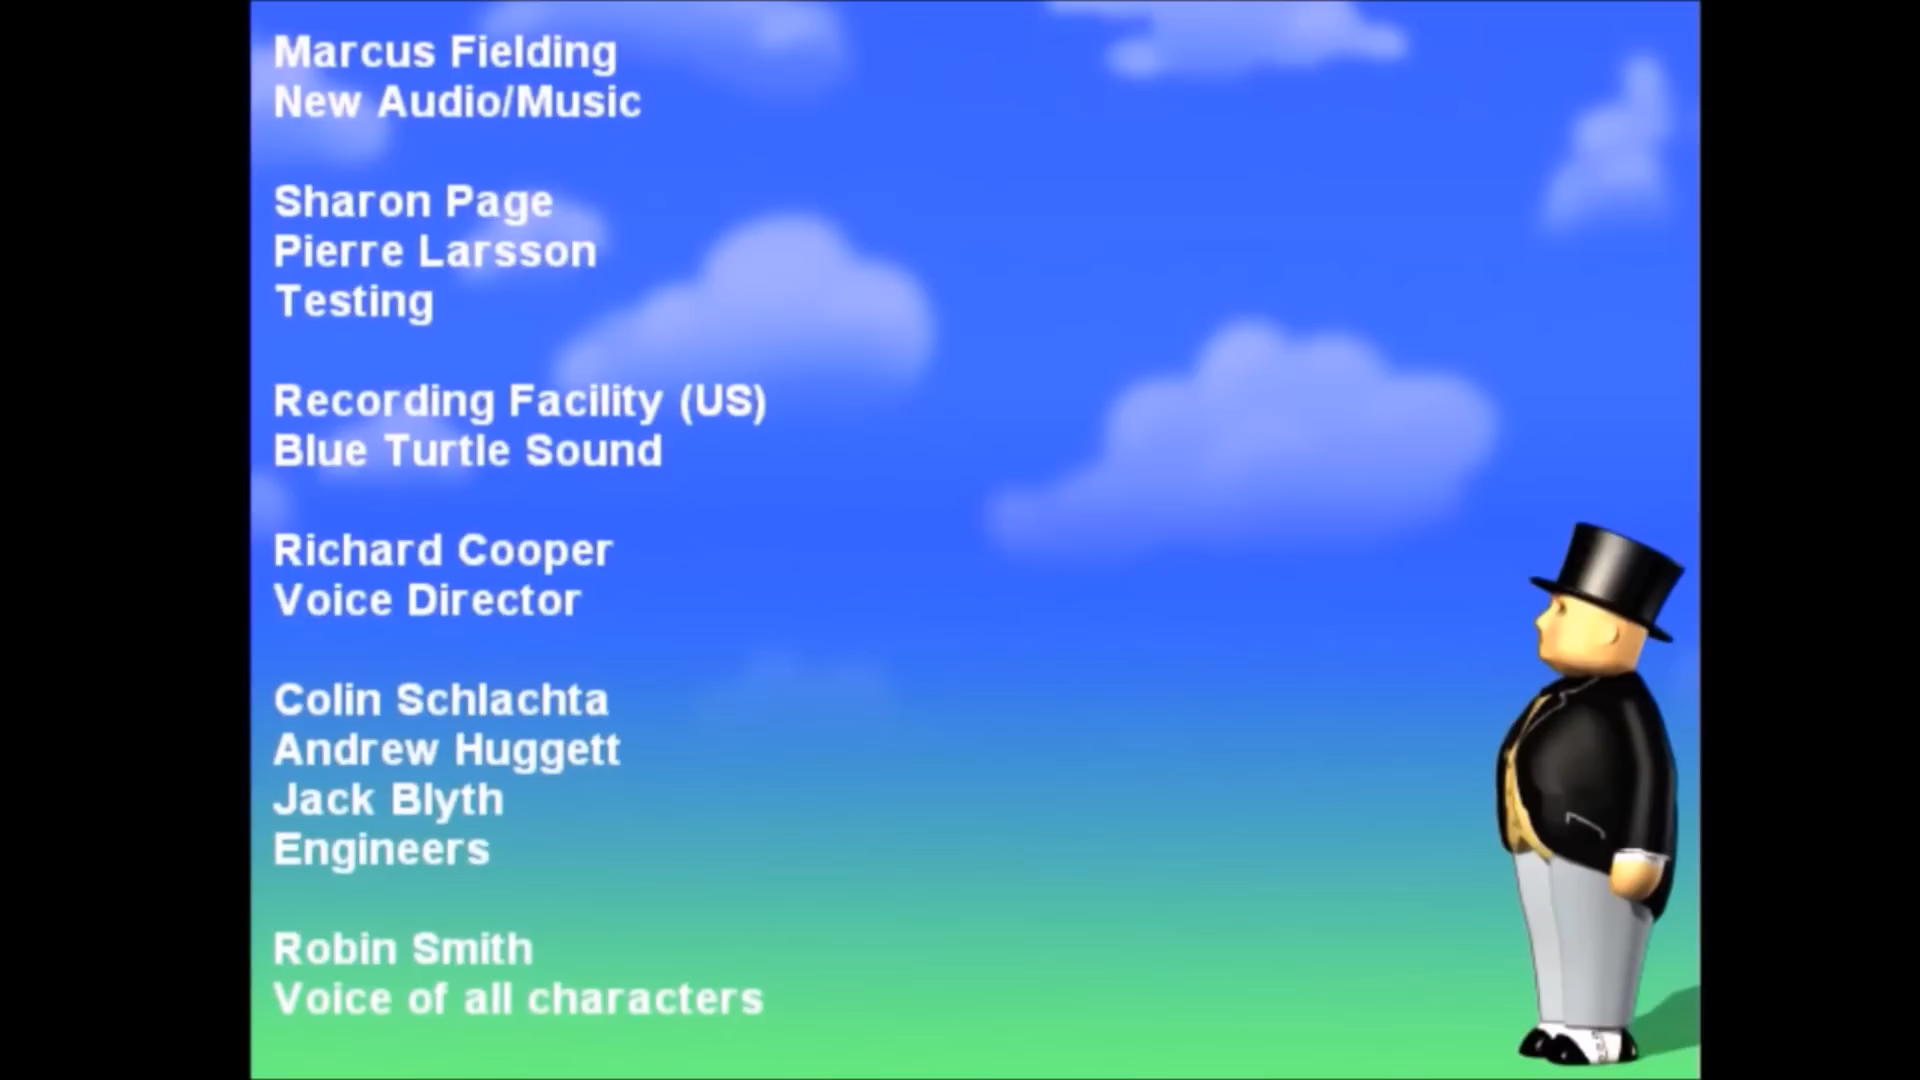 Marcus Fielding
New Audio/Music
Sharon Page
Pierre Larsson
Testing
Recording Facility (US)
Blue Turtle Sound
Richard Cooper
Voice Director
Colin Schlachta
Andrew Huggett
Jack Blyth
Engineers
Robin Smith
Voice of all characters